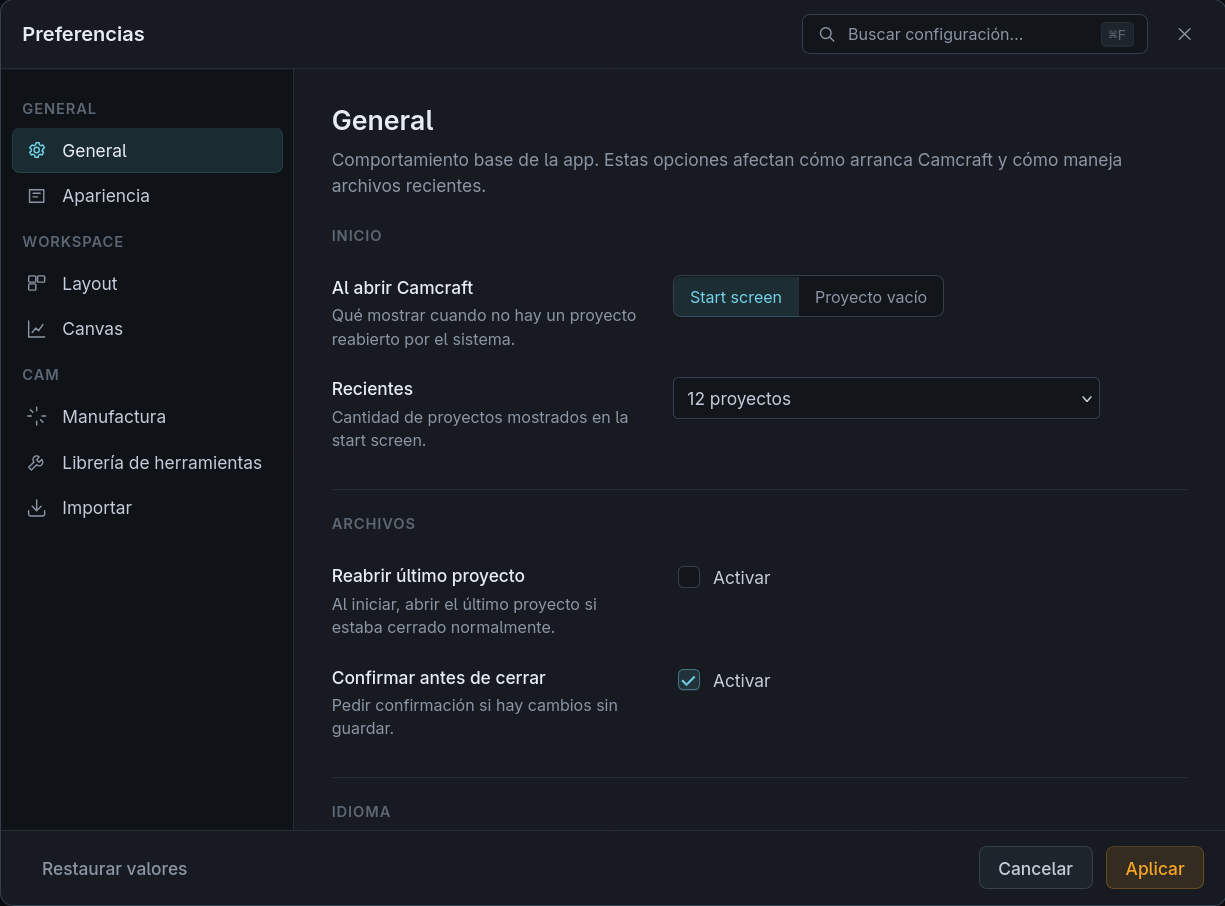 Preferencias
Buscar configuración...
⌘F
GENERAL
General
Apariencia
WORKSPACE
Layout
Canvas
CAM
Manufactura
Librería de herramientas
Importar
General
Comportamiento base de la app. Estas opciones afectan cómo arranca Camcraft y cómo maneja
archivos recientes.
INICIO
Al abrir Camcraft
Qué mostrar cuando no hay un proyecto
reabierto por el sistema.
Start screen
Proyecto vacío
Recientes
Cantidad de proyectos mostrados en la
start screen.
12 proyectos
ARCHIVOS
Reabrir último proyecto
Al iniciar, abrir el último proyecto si
estaba cerrado normalmente.
Activar
Confirmar antes de cerrar
Pedir confirmación si hay cambios sin
guardar.
Activar
IDIOMA
Restaurar valores
Cancelar
Aplicar